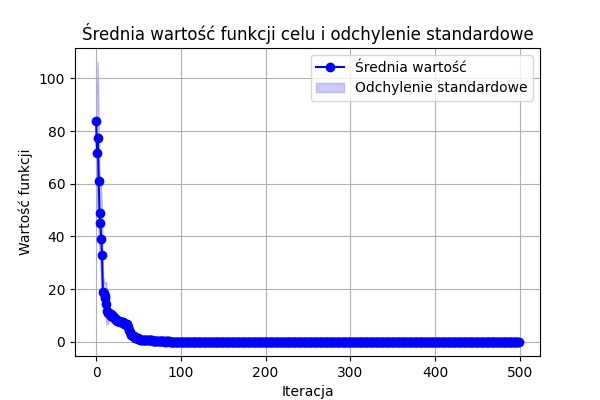 Średnia wartość funkcji celu i odchylenie standardowe
Średnia wartość
Odchylenie standardowe
Wartość funkcji
100
80
60
40
20
0
0 100 200 300 400 500
Iteracja